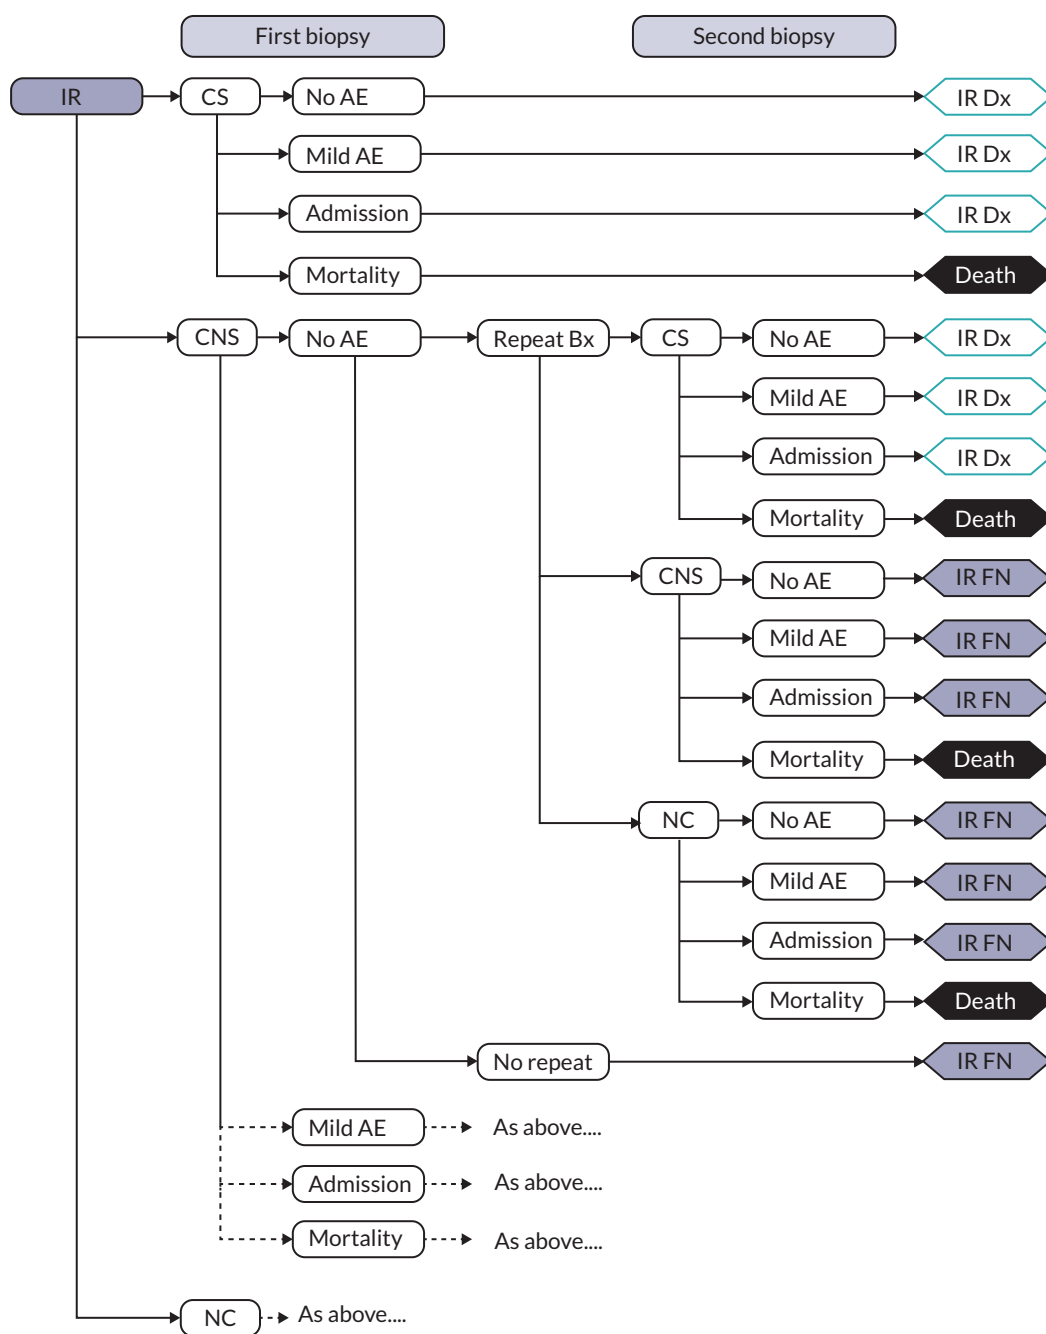 First biopsy
Second biopsy
IR
CS
No AE
IR Dx
Mild AE
IR Dx
Admission
IR Dx
Mortality
Death
CNS
No AE
Repeat Bx
CS
No AE
IR Dx
Mild AE
IR Dx
Admission
IR Dx
Mortality
Death
CNS
No AE
IR FN
Mild AE
IR FN
Admission
IR FN
Mortality
Death
NC
No AE
IR FN
Mild AE
IR FN
Admission
IR FN
Mortality
Death
No repeat
IR FN
Mild AE
As above....
Admission
As above....
Mortality
As above....
NC
As above....